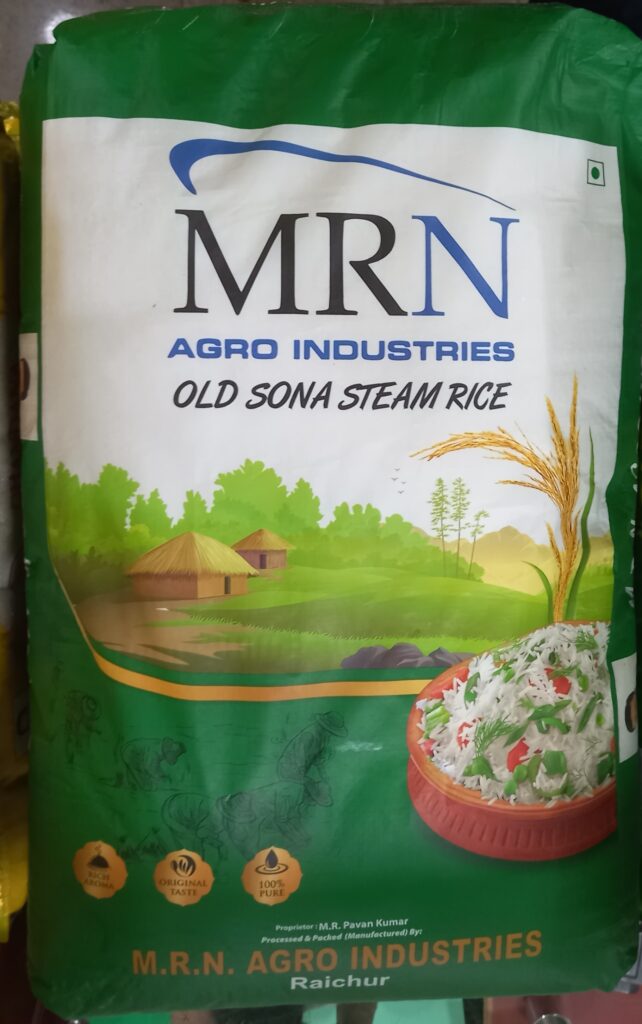 MRN
AGRO INDUSTRIES
OLD SONA STEAM RICE
RICH
AROMA
ORIGINAL
TASTE
100%
PURE
Proprietor : M.R. Pavan Kumar
Processed & Packed (Manufactured) By:
M.R.N. AGRO INDUSTRIES
Raichur